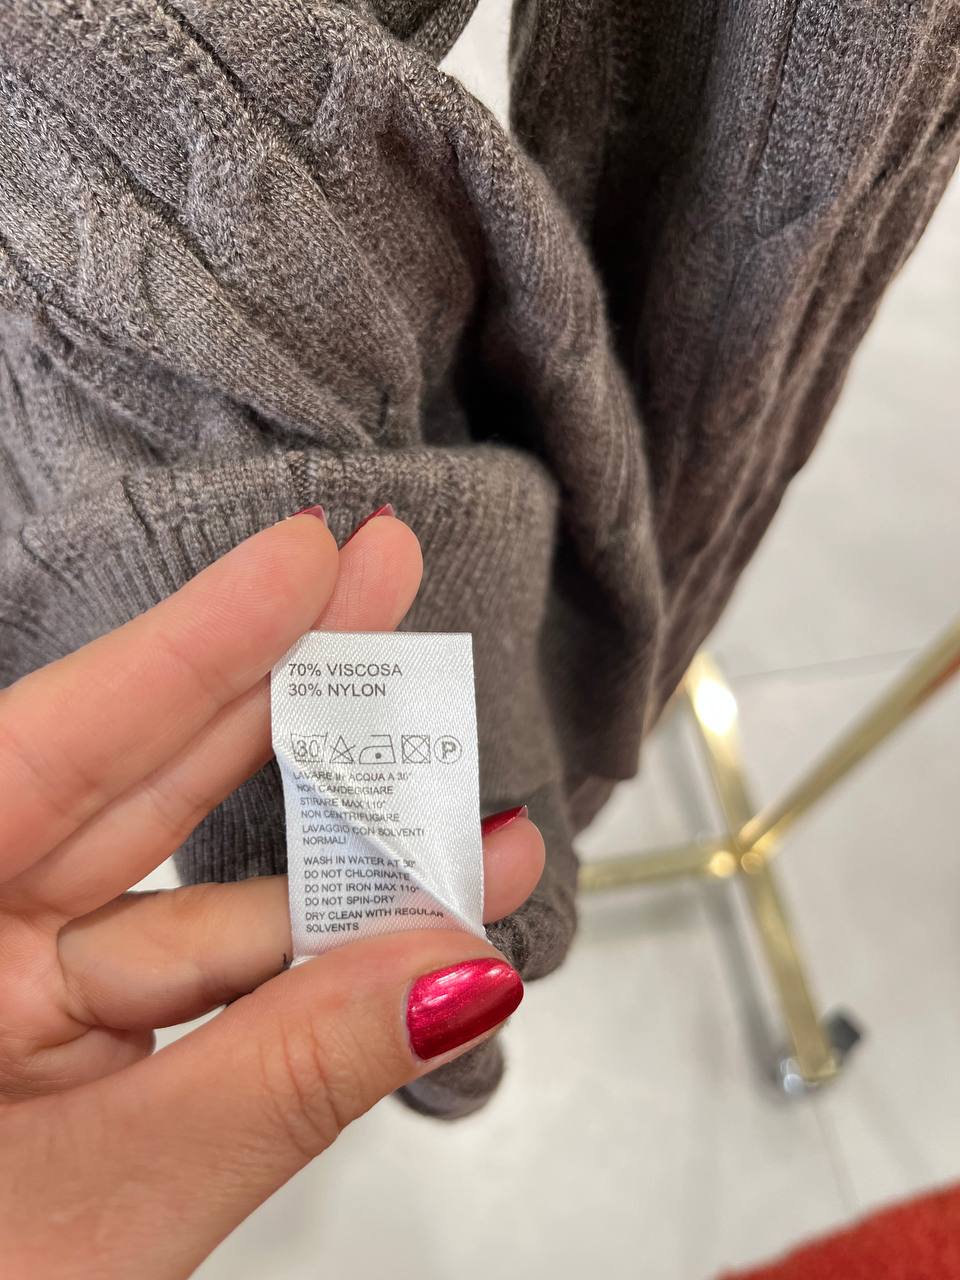 70% VISCOSA
30% NYLON
30 P
LAVARE IN ACQUA A 30°
NON CANDEGGIARE
STIRARE MAX 110°
NON CENTRIFUGARE
LAVAGGIO CON SOLVENTI
NORMALI
WASH IN WATER AT 30°
DO NOT CHLORINATE
DO NOT IRON MAX 110°
DO NOT SPIN-DRY
DRY CLEAN WITH REGULAR
SOLVENTS